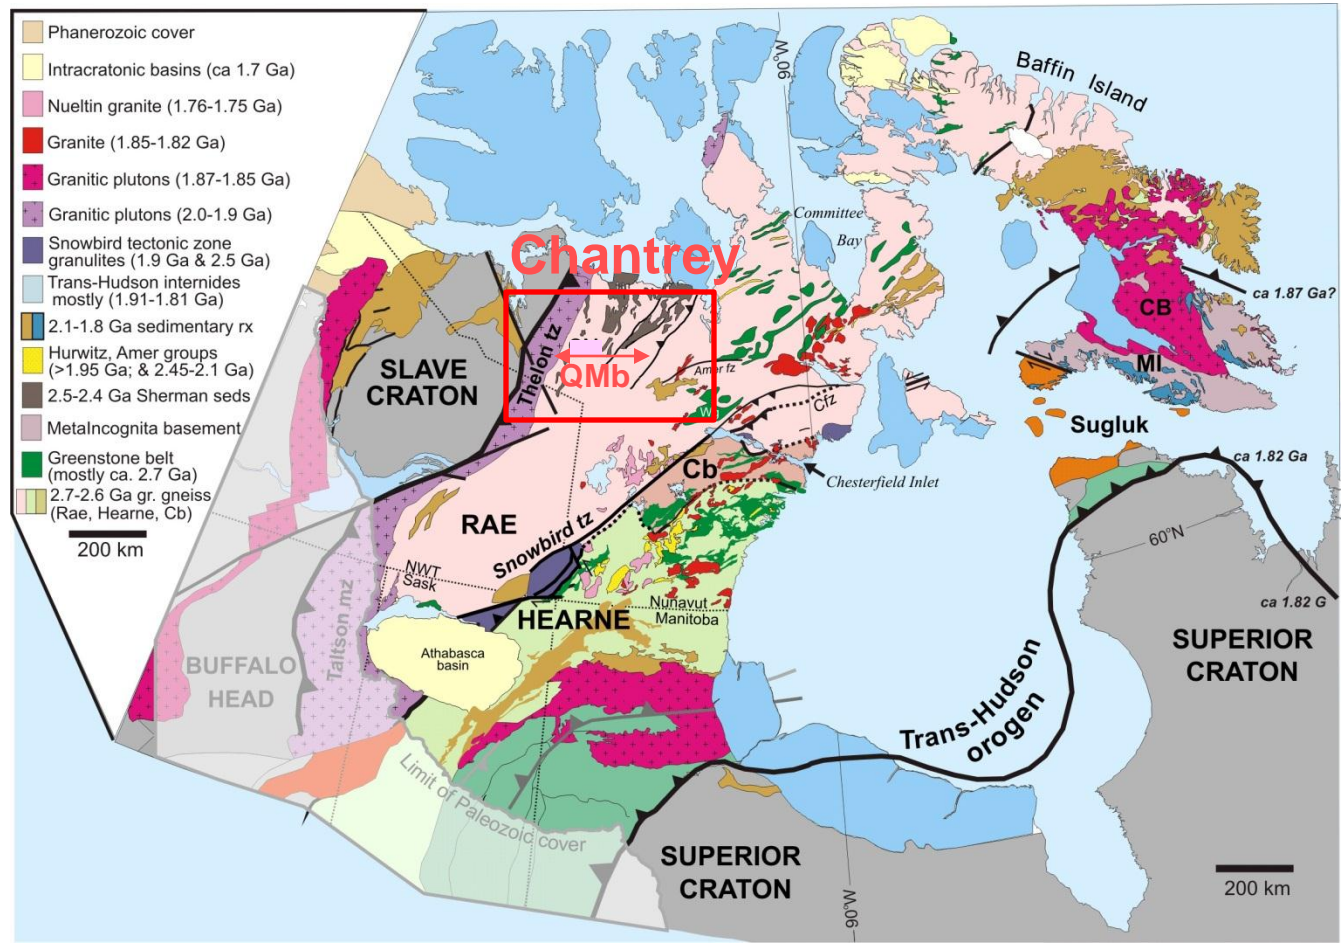 Phanerozoic cover
Intracratonic basins (ca 1.7 Ga)
Nueltin granite (1.76-1.75 Ga)
Granite (1.85-1.82 Ga)
Granitic plutons (1.87-1.85 Ga)
Granitic plutons (2.0-1.9 Ga)
Snowbird tectonic zone
granulites (1.9 Ga & 2.5 Ga)
Trans-Hudson internides
mostly (1.91-1.81 Ga)
2.1-1.8 Ga sedimentary rx
Hurwitz, Amer groups
(>1.95 Ga; & 2.45-2.1 Ga)
2.5-2.4 Ga Sherman seds
MetaIncognita basement
Greenstone belt
(mostly ca. 2.7 Ga)
2.7-2.6 Ga gr. gneiss
(Rae, Hearne, Cb)
200 km
90°W
Baffin Island
Committee
Bay
Chantrey
Thelon tz
QMb
Amer fz
W
Cfz
SLAVE
CRATON
ca 1.87 Ga?
CB
MI
Sugluk
ca 1.82 Ga
Cb
Chesterfield Inlet
RAE
Snowbird tz
60°N
NWT
Sask
HEARNE
Nunavut
Manitoba
ca 1.82 G
Athabasca
basin
Taltson mz
BUFFALO
HEAD
SUPERIOR
CRATON
Trans-Hudson
orogen
Limit of Paleozoic cover
SUPERIOR
CRATON
90°W
200 km